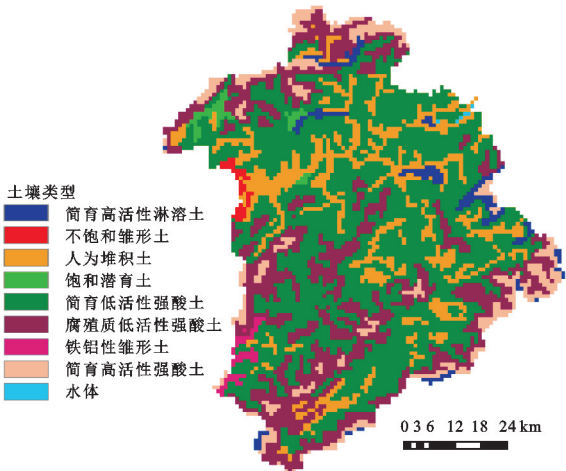 土壤类型
简育高活性淋溶土
不饱和雏形土
人为堆积土
饱和潜育土
简育低活性强酸土
腐殖质低活性强酸土
铁铝性雏形土
简育高活性强酸土
水体
0 3 6 12 18 24 km